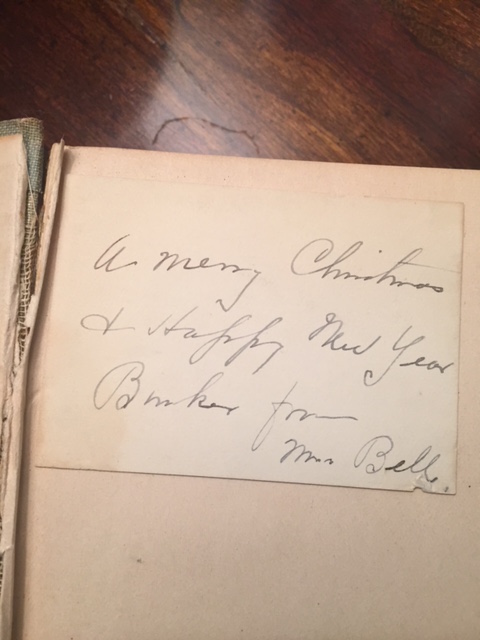 A merry Christmas
& Happy New Year
Bunker from
Mrs Bell.